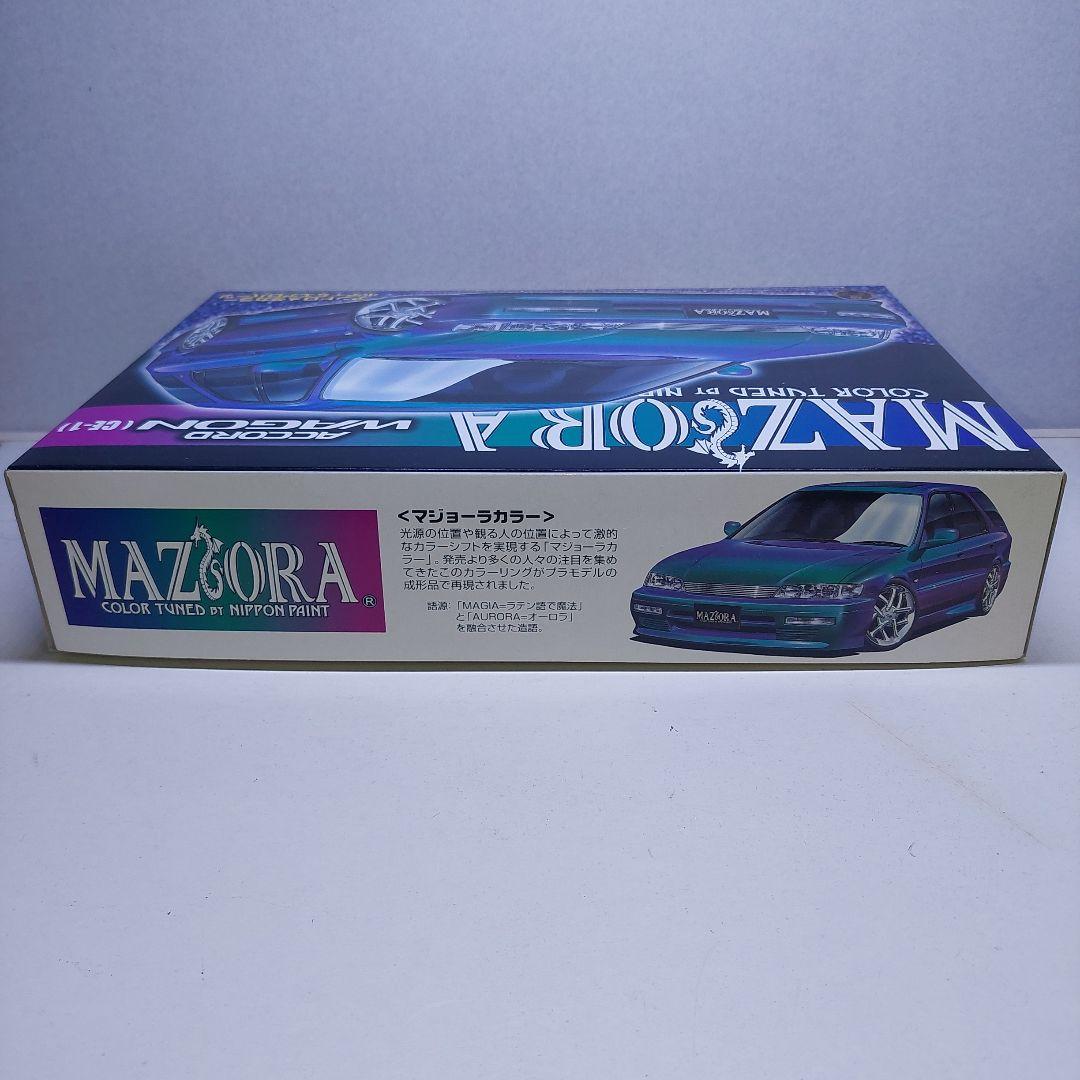 MAZIORA
MAZIORA
COLOR TUNED BY NIP
ACCORD
WAGON (CE-1)
MAZIORA
COLOR TUNED BY NIPPON PAINT
®
<マジョーラカラー>
光源の位置や観る人の位置によって激的
なカラーシフトを実現する「マジョーラカ
ラー」。発売より多くの人々の注目を集め
てきたこのカラーリングがプラモデルの
成形品で再現されました。
語源:「MAGIA=ラテン語で魔法」
と「AURORA=オーロラ」
を融合させた造語。
MAZIORA